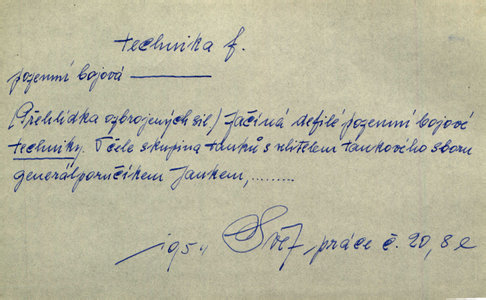 technika f.
pozemní bojová
(Přehlídka ozbrojených sil) Začíná defilé pozemní bojové
techniky. V čele skupina tanků s velitelem tankového sboru
generálporučíkem Jankem, .........
1951 Svět práce č. 20, 8